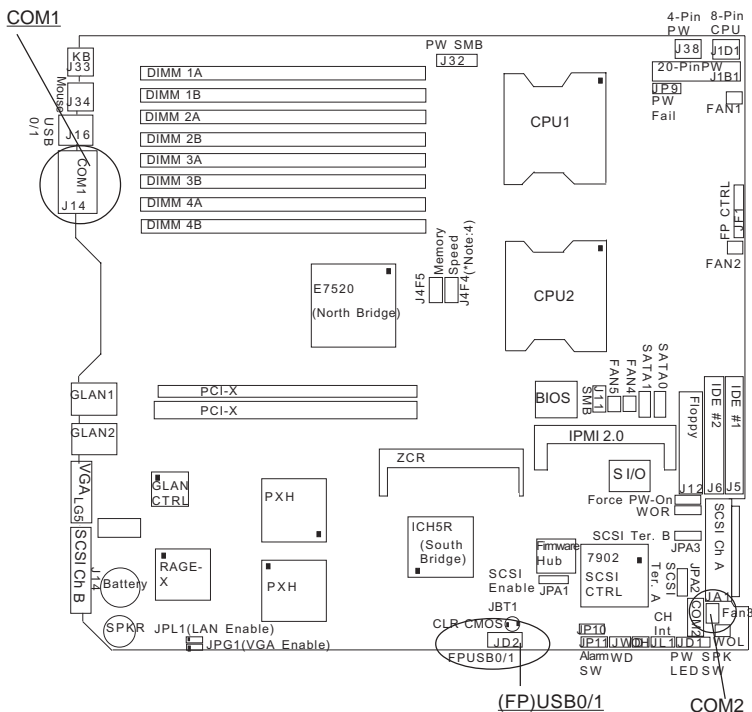 COM1
4-Pin PW
8-Pin CPU
J38
J1D1
PW SMB
J32
20-PinPW
J1B1
JP9
PW Fail
FAN1
KB
J33
Mouse
J34
USB 0/1
J16
COM1
J14
DIMM 1A
DIMM 1B
DIMM 2A
DIMM 2B
DIMM 3A
DIMM 3B
DIMM 4A
DIMM 4B
CPU1
FP CTRL
JF1
FAN2
E7520
(North Bridge)
J4F5
Memory
Speed
J4F4
(*Note:4)
CPU2
GLAN1
GLAN2
PCI-X
PCI-X
BIOS
SMB
J11
FAN5
FAN4
SATA1
SATA0
Floppy
J12
IDE #2
J6
IDE #1
J5
IPMI 2.0
ZCR
S I/O
Force PW-On
WOR
VGA
LG5
GLAN CTRL
PXH
ICH5R
(South Bridge)
SCSI Ter. B
JPA3
SCSI Ch A
JA1
Firmware Hub
7902
SCSI CTRL
SCSI Enable
JPA1
SCSI
Ter. A
JPA2
SCSI Ch B
J14
Battery
RAGE-X
PXH
JBT1
CLR CMOS
SPKR
JPL1(LAN Enable)
JPG1(VGA Enable)
JD2
FPUSB0/1
JP10
JP11
JWD
JOH
JL1
JD1
CH Int
COM2
Fan3
WOL
Alarm SW
WD
PW LED
SPK SW
(FP)USB0/1
COM2